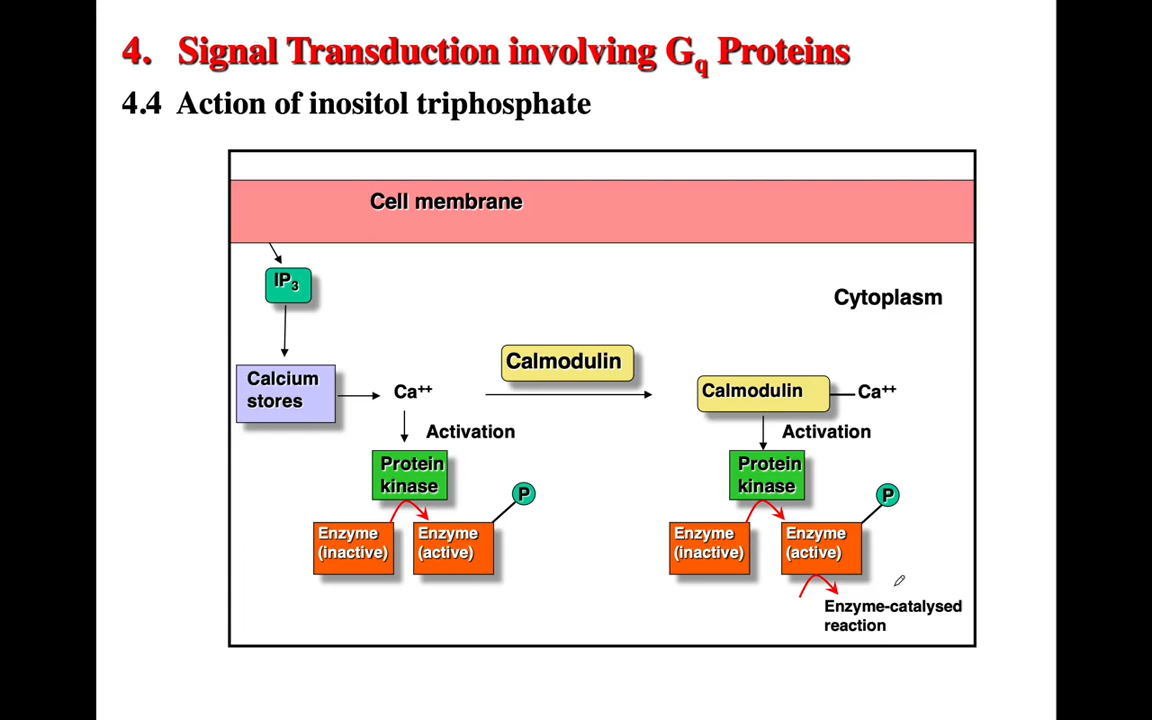 4. Signal Transduction involving Gq Proteins
4.4 Action of inositol triphosphate
Cell membrane
IP3
Cytoplasm
Calmodulin
Calcium
stores
Ca++
Calmodulin
Ca++
Activation
Activation
Protein
kinase
P
Protein
kinase
P
Enzyme
(inactive)
Enzyme
(active)
Enzyme
(inactive)
Enzyme
(active)
Enzyme-catalysed
reaction